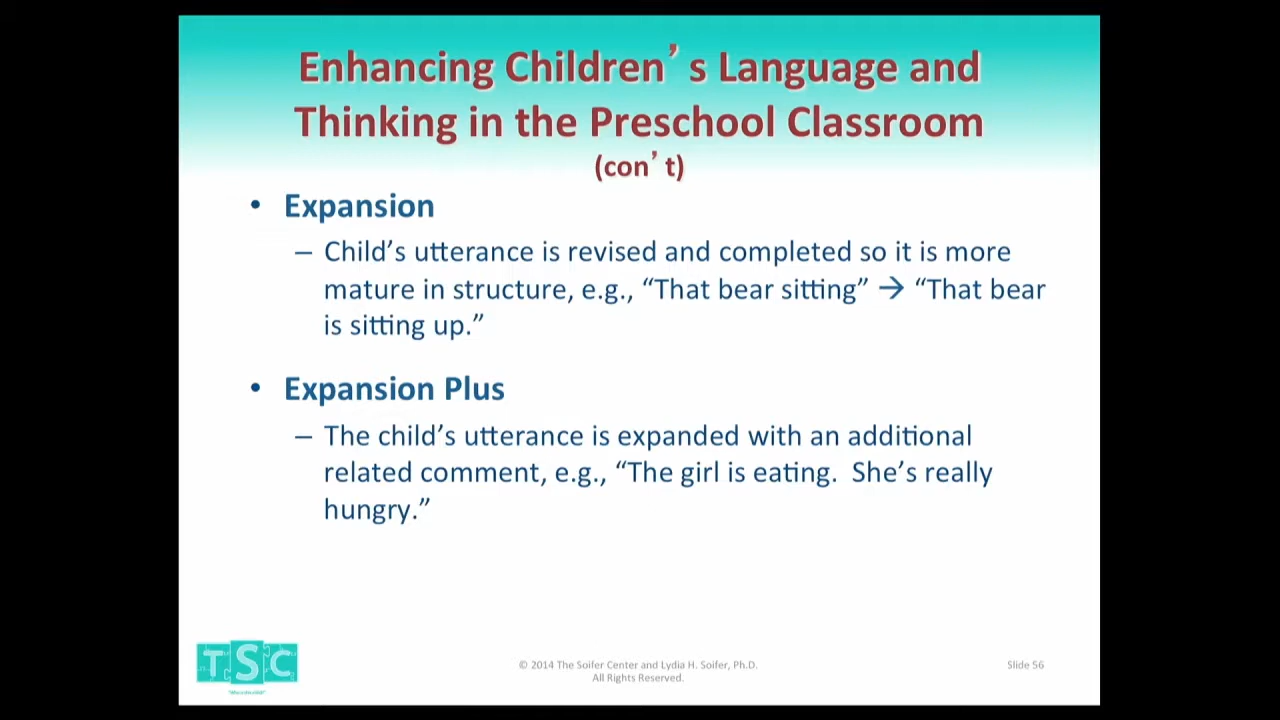 Enhancing Children’s Language and
Thinking in the Preschool Classroom
(con’t)
• Expansion
– Child’s utterance is revised and completed so it is more
mature in structure, e.g., “That bear sitting” → “That bear
is sitting up.”
• Expansion Plus
– The child’s utterance is expanded with an additional
related comment, e.g., “The girl is eating.  She’s really
hungry.”
TSC
© 2014 The Soifer Center and Lydia H. Soifer, Ph.D.
All Rights Reserved.
Slide 56